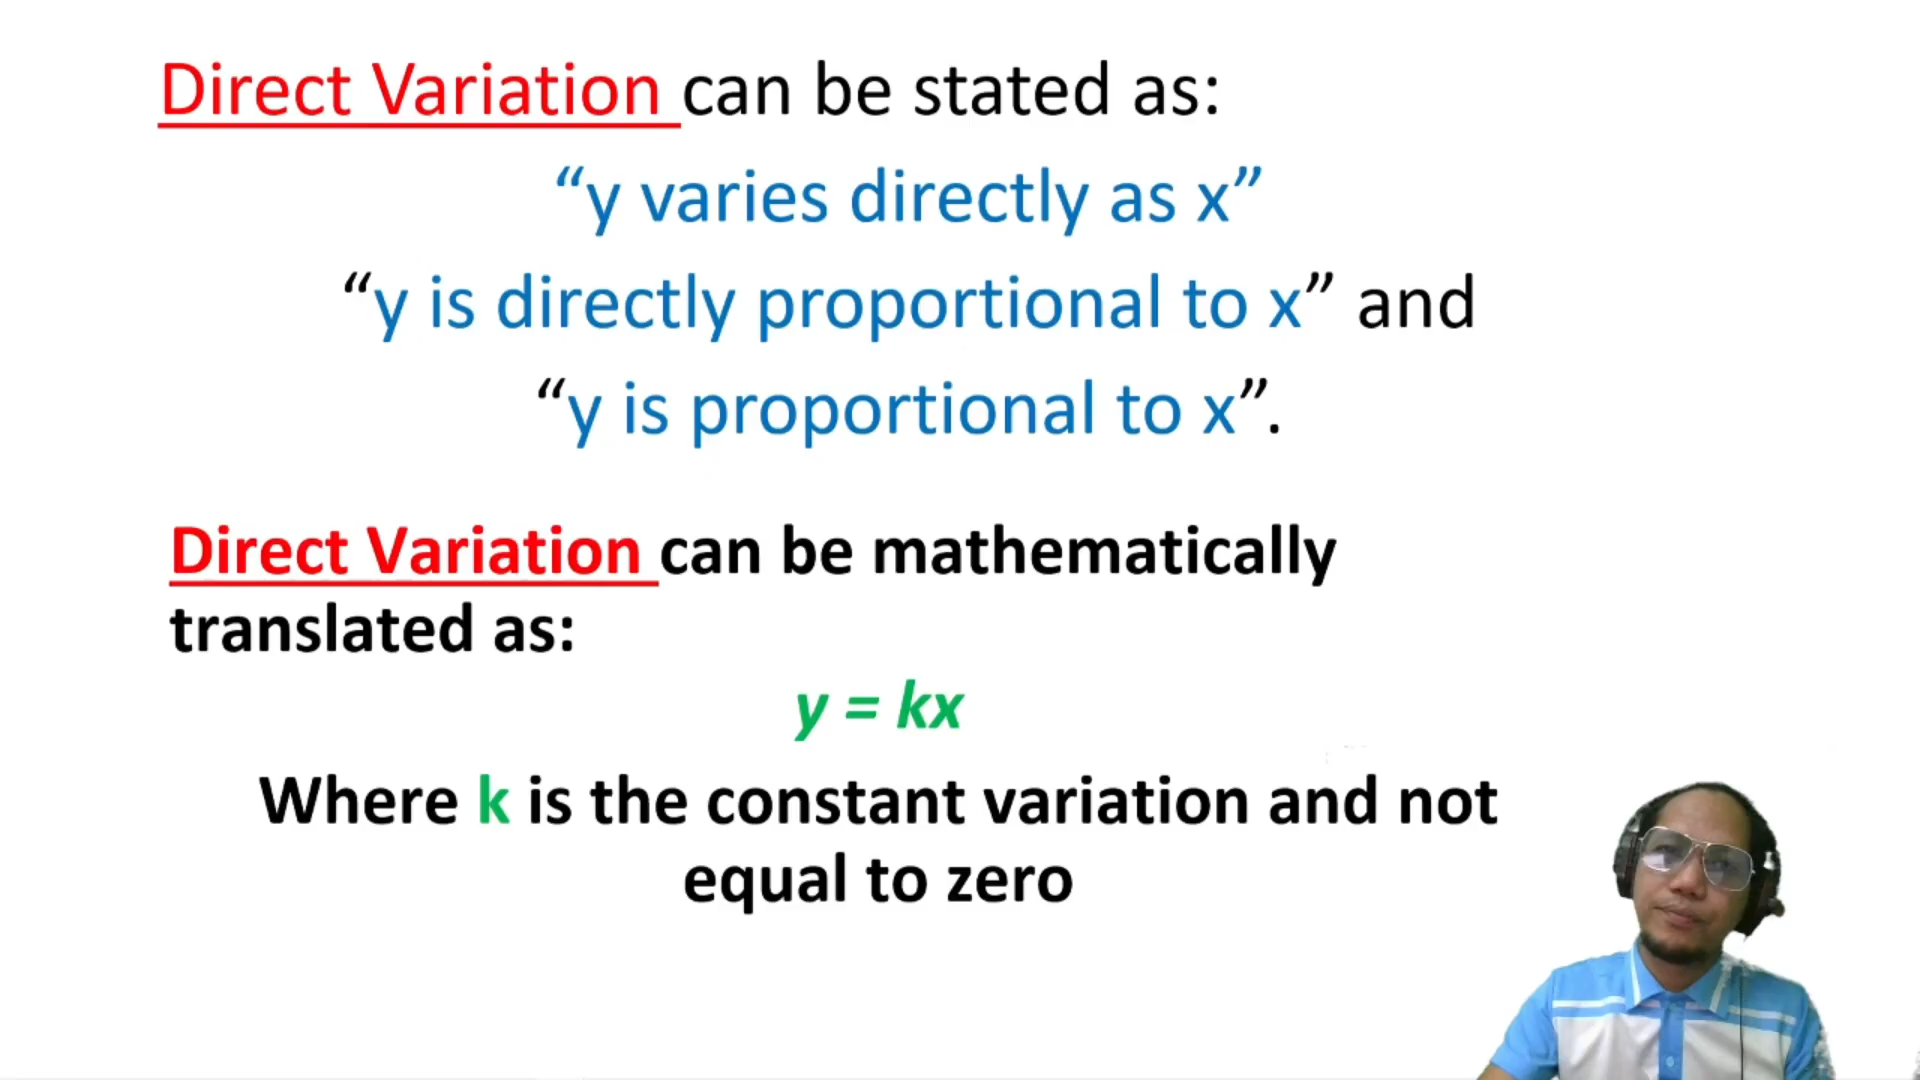 Direct Variation can be stated as:
“y varies directly as x”
“y is directly proportional to x” and
“y is proportional to x”.
Direct Variation can be mathematically
translated as:
y = kx
Where k is the constant variation and not
equal to zero